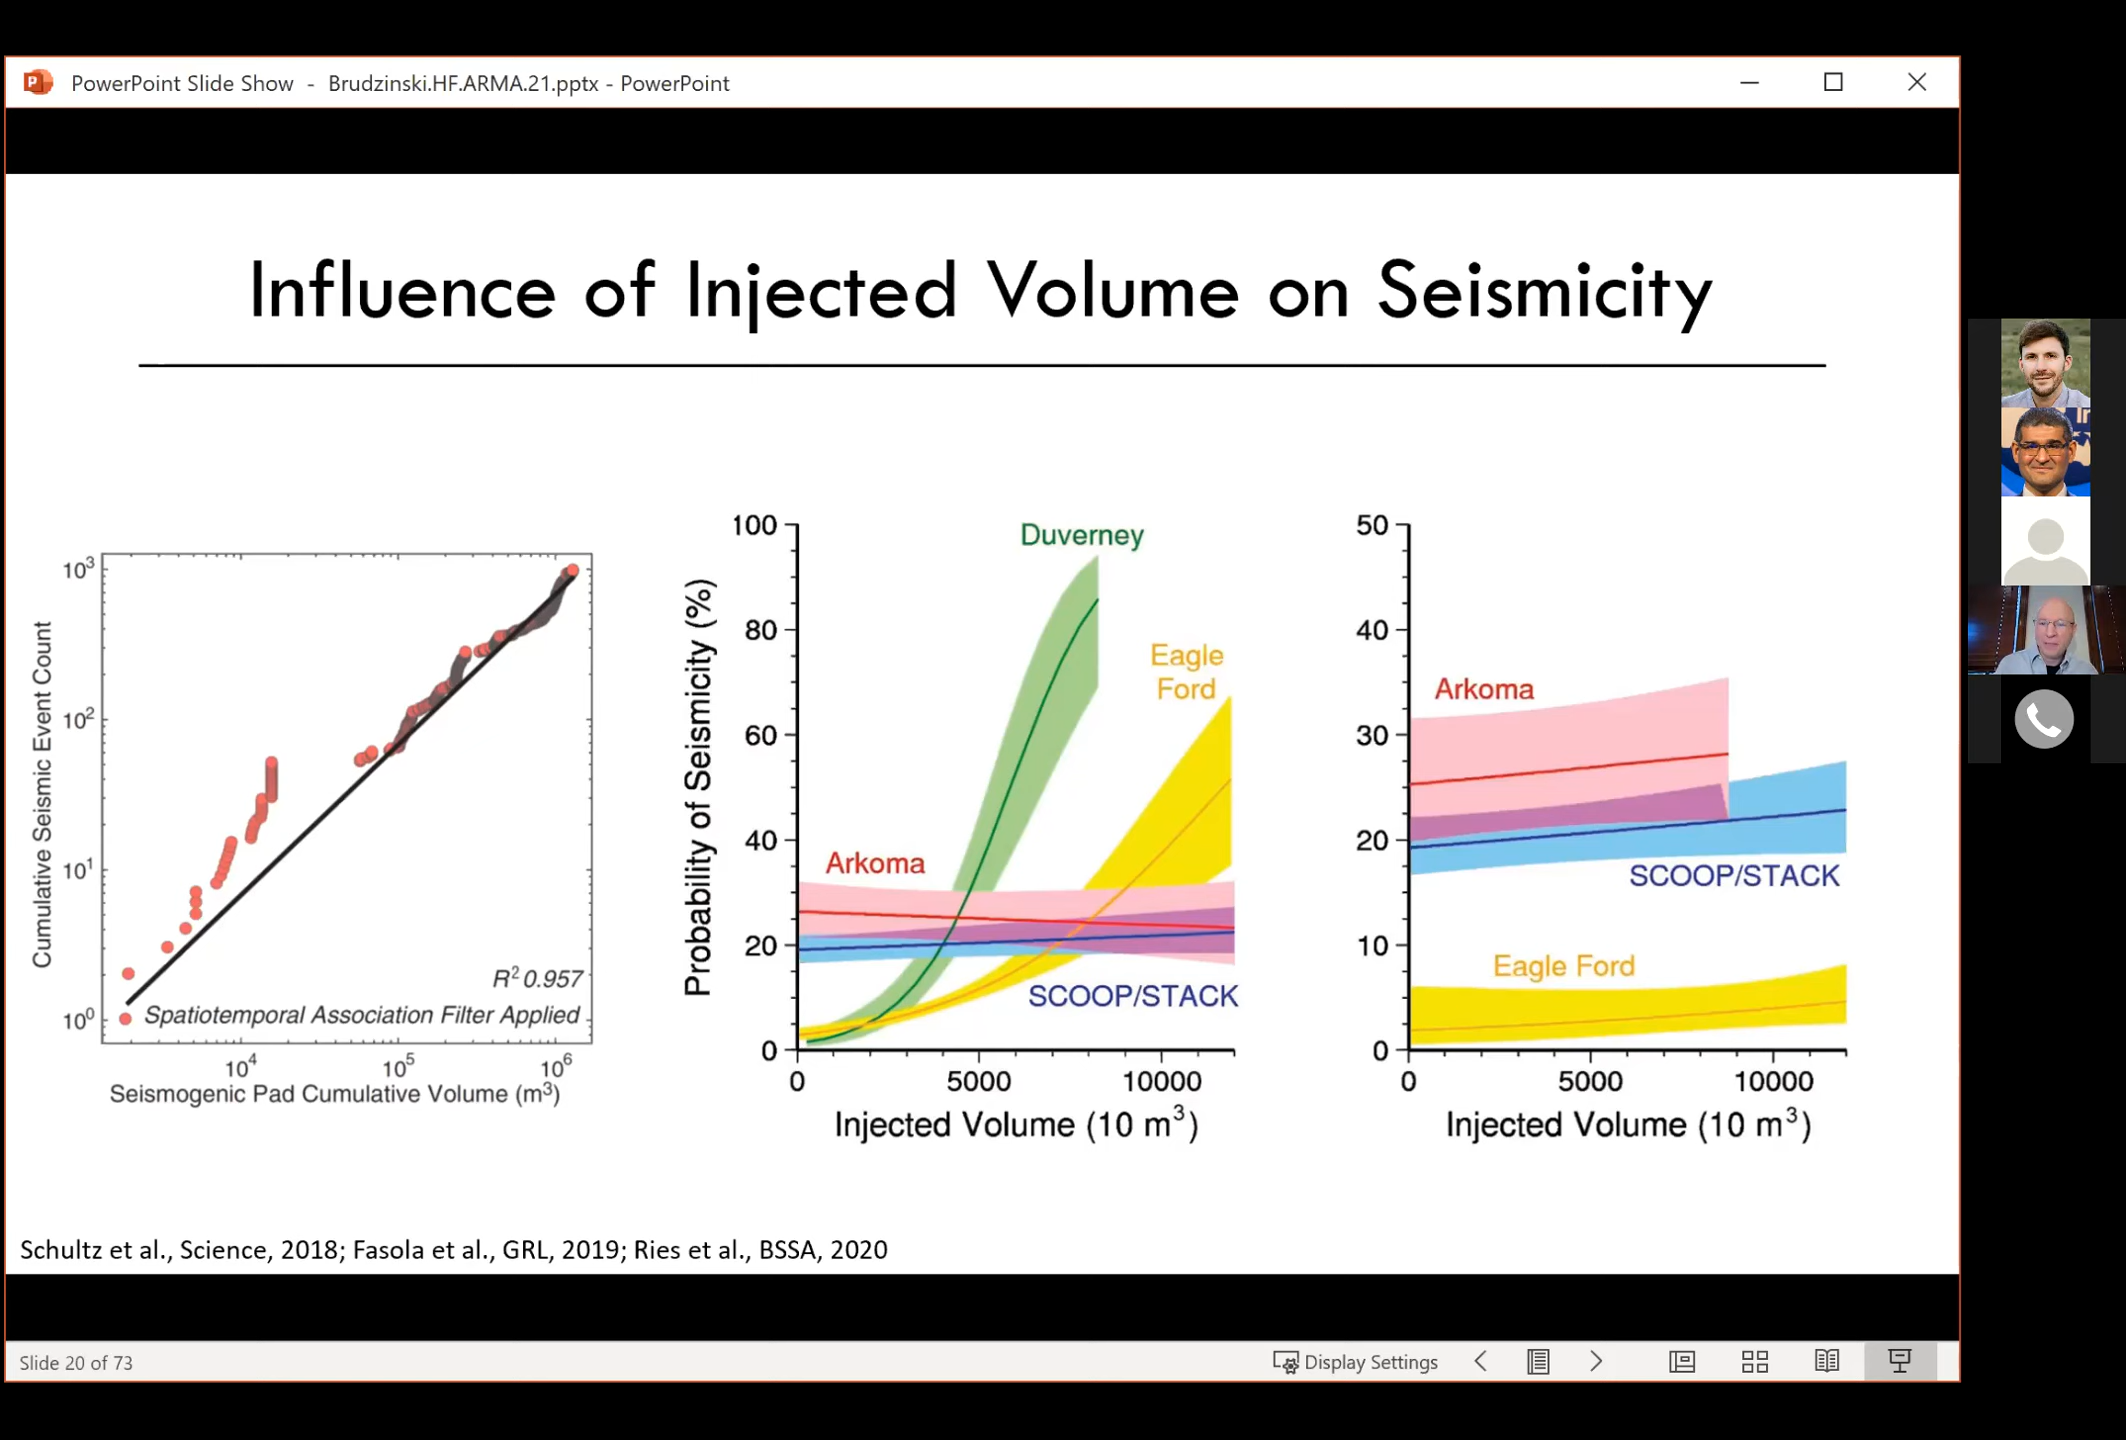 PowerPoint Slide Show - Brudzinski.HF.ARMA.21.pptx - PowerPoint
Influence of Injected Volume on Seismicity
Cumulative Seismic Event Count
10³
10²
10¹
10⁰
R² 0.957
Spatiotemporal Association Filter Applied
10⁴ 10⁵ 10⁶
Seismogenic Pad Cumulative Volume (m³)
Probability of Seismicity (%)
100
80
60
40
20
0
Duverney
Eagle
Ford
Arkoma
SCOOP/STACK
0 5000 10000
Injected Volume (10 m³)
50
40
30
20
10
0
Arkoma
SCOOP/STACK
Eagle Ford
0 5000 10000
Injected Volume (10 m³)
Schultz et al., Science, 2018; Fasola et al., GRL, 2019; Ries et al., BSSA, 2020
Slide 20 of 73
Display Settings